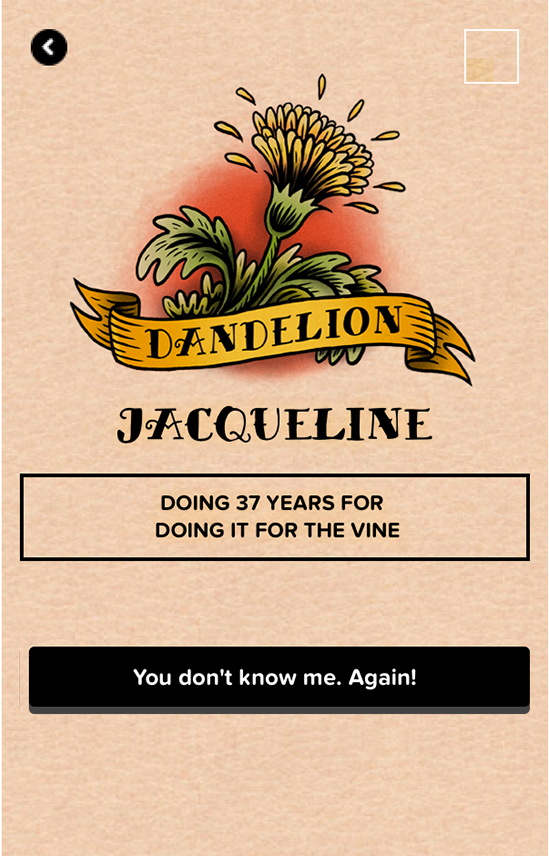 DANDELION
JACQUELINE
DOING 37 YEARS FOR
DOING IT FOR THE VINE
You don't know me. Again!